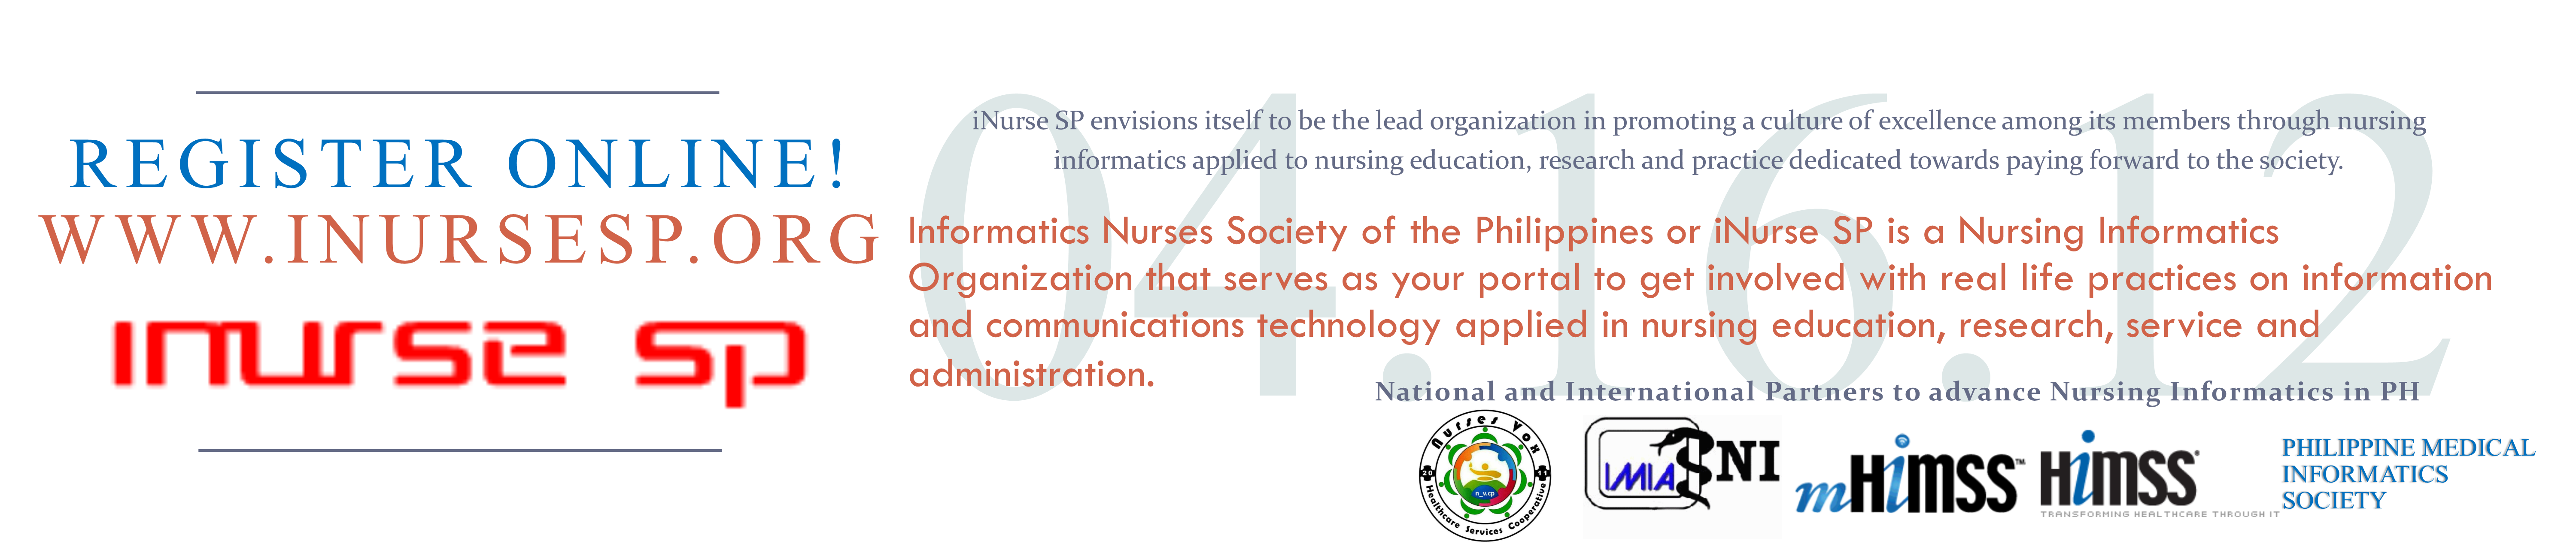 REGISTER ONLINE!
WWW.INURSESP.ORG
inurse sp
04.16.12
iNurse SP envisions itself to be the lead organization in promoting a culture of excellence among its members through nursing
informatics applied to nursing education, research and practice dedicated towards paying forward to the society.
Informatics Nurses Society of the Philippines or iNurse SP is a Nursing Informatics
Organization that serves as your portal to get involved with real life practices on information
and communications technology applied in nursing education, research, service and
administration.
National and International Partners to advance Nursing Informatics in PH
Nurses Vox
20 11
n_v.cp
Healthcare Services Cooperative
IMIA NI
mHIMSS™
HIMSS®
TRANSFORMING HEALTHCARE THROUGH IT
PHILIPPINE MEDICAL
INFORMATICS
SOCIETY